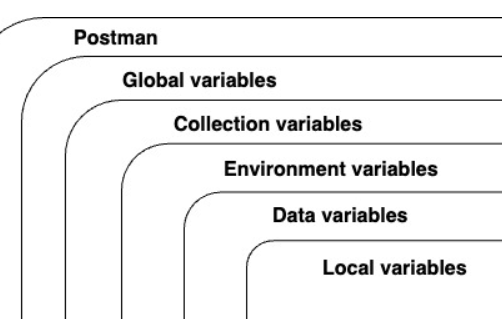 Postman
Global variables
Collection variables
Environment variables
Data variables
Local variables